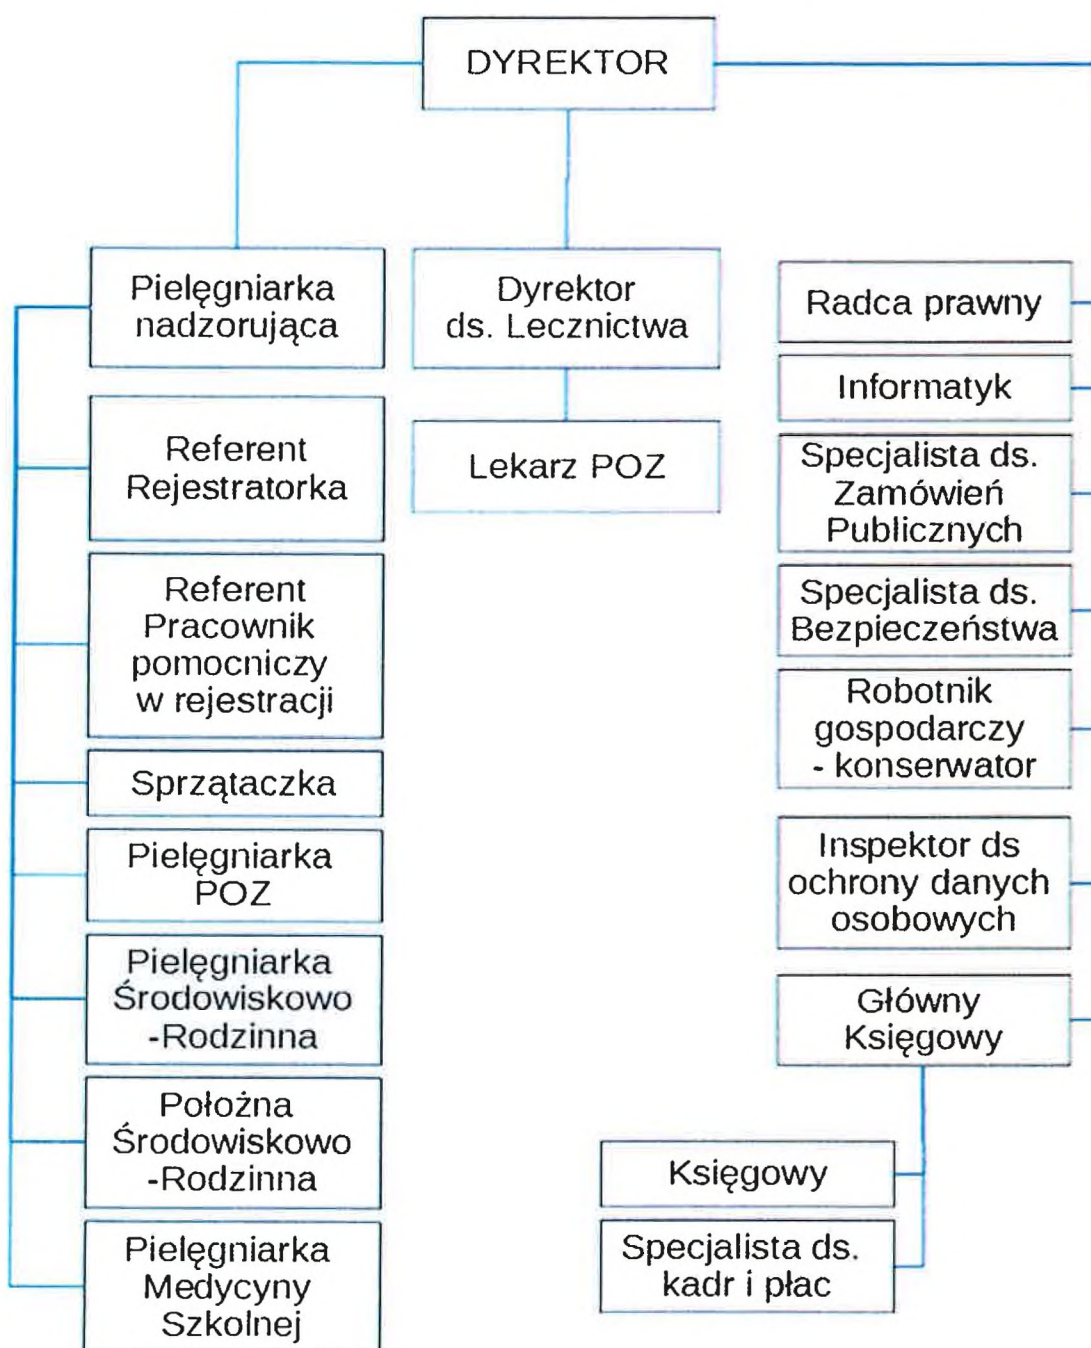 DYREKTOR
Pielęgniarka
nadzorująca
Referent
Rejestratorka
Referent
Pracownik
pomocniczy
w rejestracji
Sprzątaczka
Pielęgniarka
POZ
Pielęgniarka
Środowiskowo
-Rodzinna
Położna
Środowiskowo
-Rodzinna
Pielęgniarka
Medycyny
Szkolnej
Dyrektor
ds. Lecznictwa
Lekarz POZ
Radca prawny
Informatyk
Specjalista ds.
Zamówień
Publicznych
Specjalista ds.
Bezpieczeństwa
Robotnik
gospodarczy
- konserwator
Inspektor ds
ochrony danych
osobowych
Główny
Księgowy
Księgowy
Specjalista ds.
kadr i płac